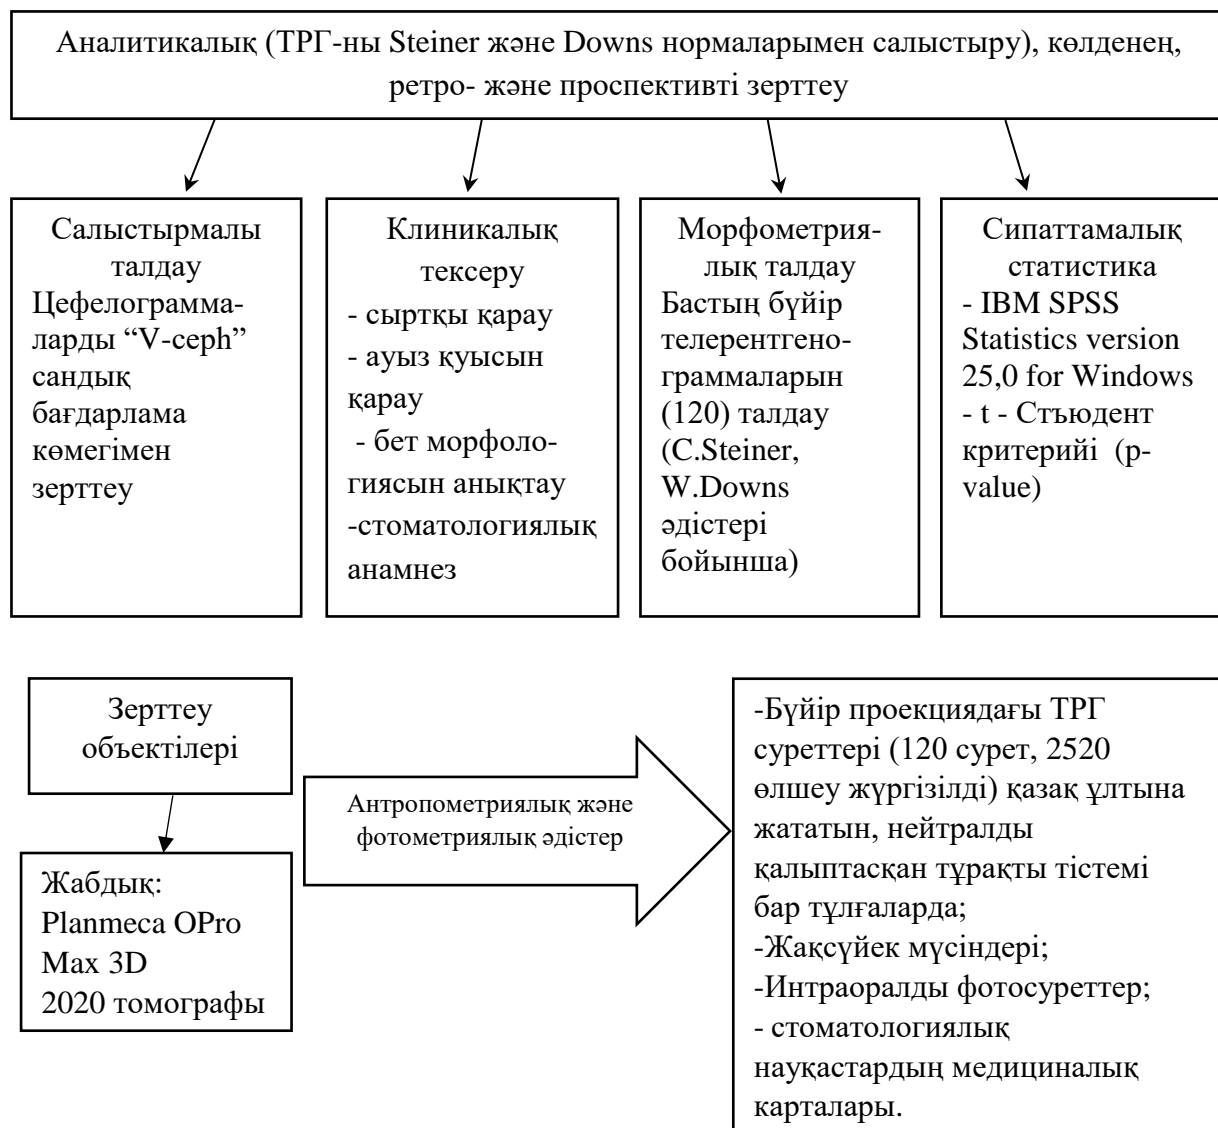 Аналитикалық (ТРГ-ны Steiner және Downs нормаларымен салыстыру), көлденең,
ретро- және проспективті зерттеу
Салыстырмалы
талдау
Цефелограмма-
ларды “V-ceph”
сандық
бағдарлама
көмегімен
зерттеу
Клиникалық
тексеру
- сыртқы қарау
- ауыз қуысын
қарау
- бет морфоло-
гиясын анықтау
-стоматологиялық
анамнез
Морфометрия-
лық талдау
Бастың бүйір
телерентгено-
граммаларын
(120) талдау
(C.Steiner,
W.Downs
әдістері
бойынша)
Сипаттамалық
статистика
- IBM SPSS
Statistics version
25,0 for Windows
- t - Стъюдент
критерийі (p-
value)
Зерттеу
объектілері
Жабдық:
Planmeca OPro
Max 3D
2020 томографы
Антропометриялық және
фотометриялық әдістер
-Бүйір проекциядағы ТРГ
суреттері (120 сурет, 2520
өлшеу жүргізілді) қазақ ұлтына
жататын, нейтралды
қалыптасқан тұрақты тістемі
бар тұлғаларда;
-Жақсүйек мүсіндері;
-Интраоралды фотосуреттер;
- стоматологиялық
науқастардың медициналық
карталары.